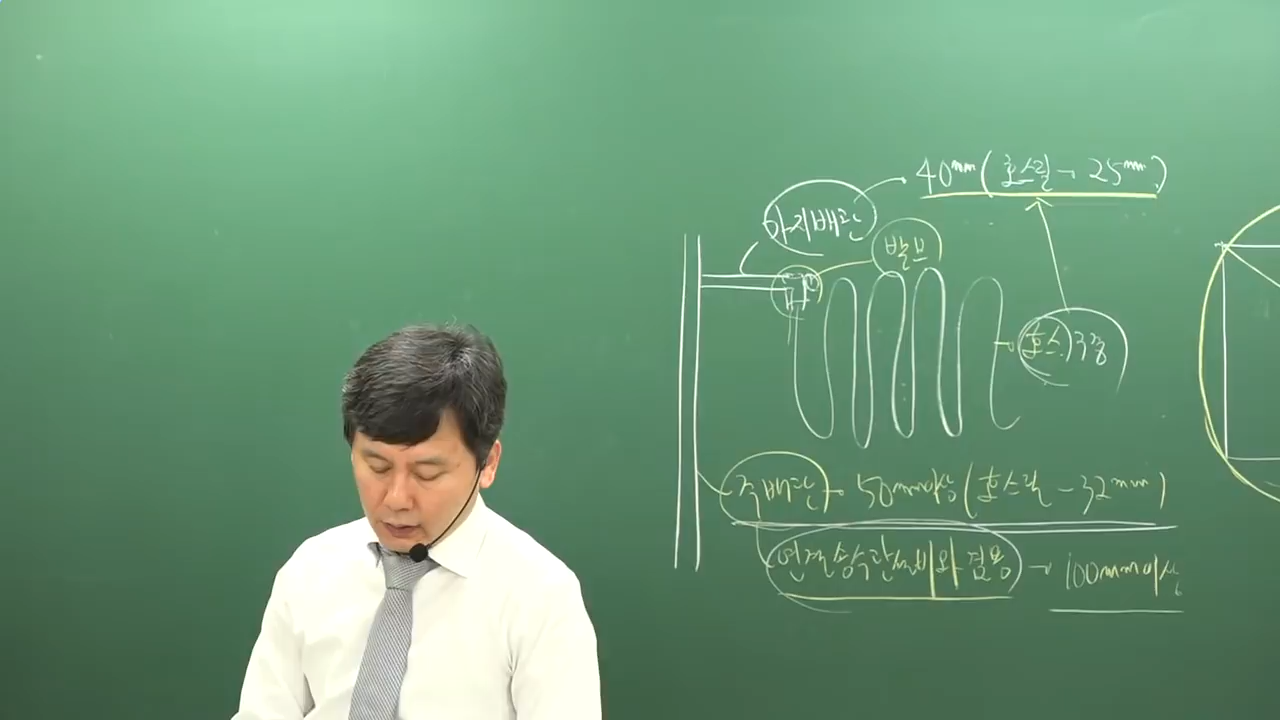 40mm(호스릴 → 25mm)
가지배관
밸브
호스)구경
주배관 → 50mm이상(호스릴 - 32mm)
연결송수관설비와 겸용 → 100mm이상